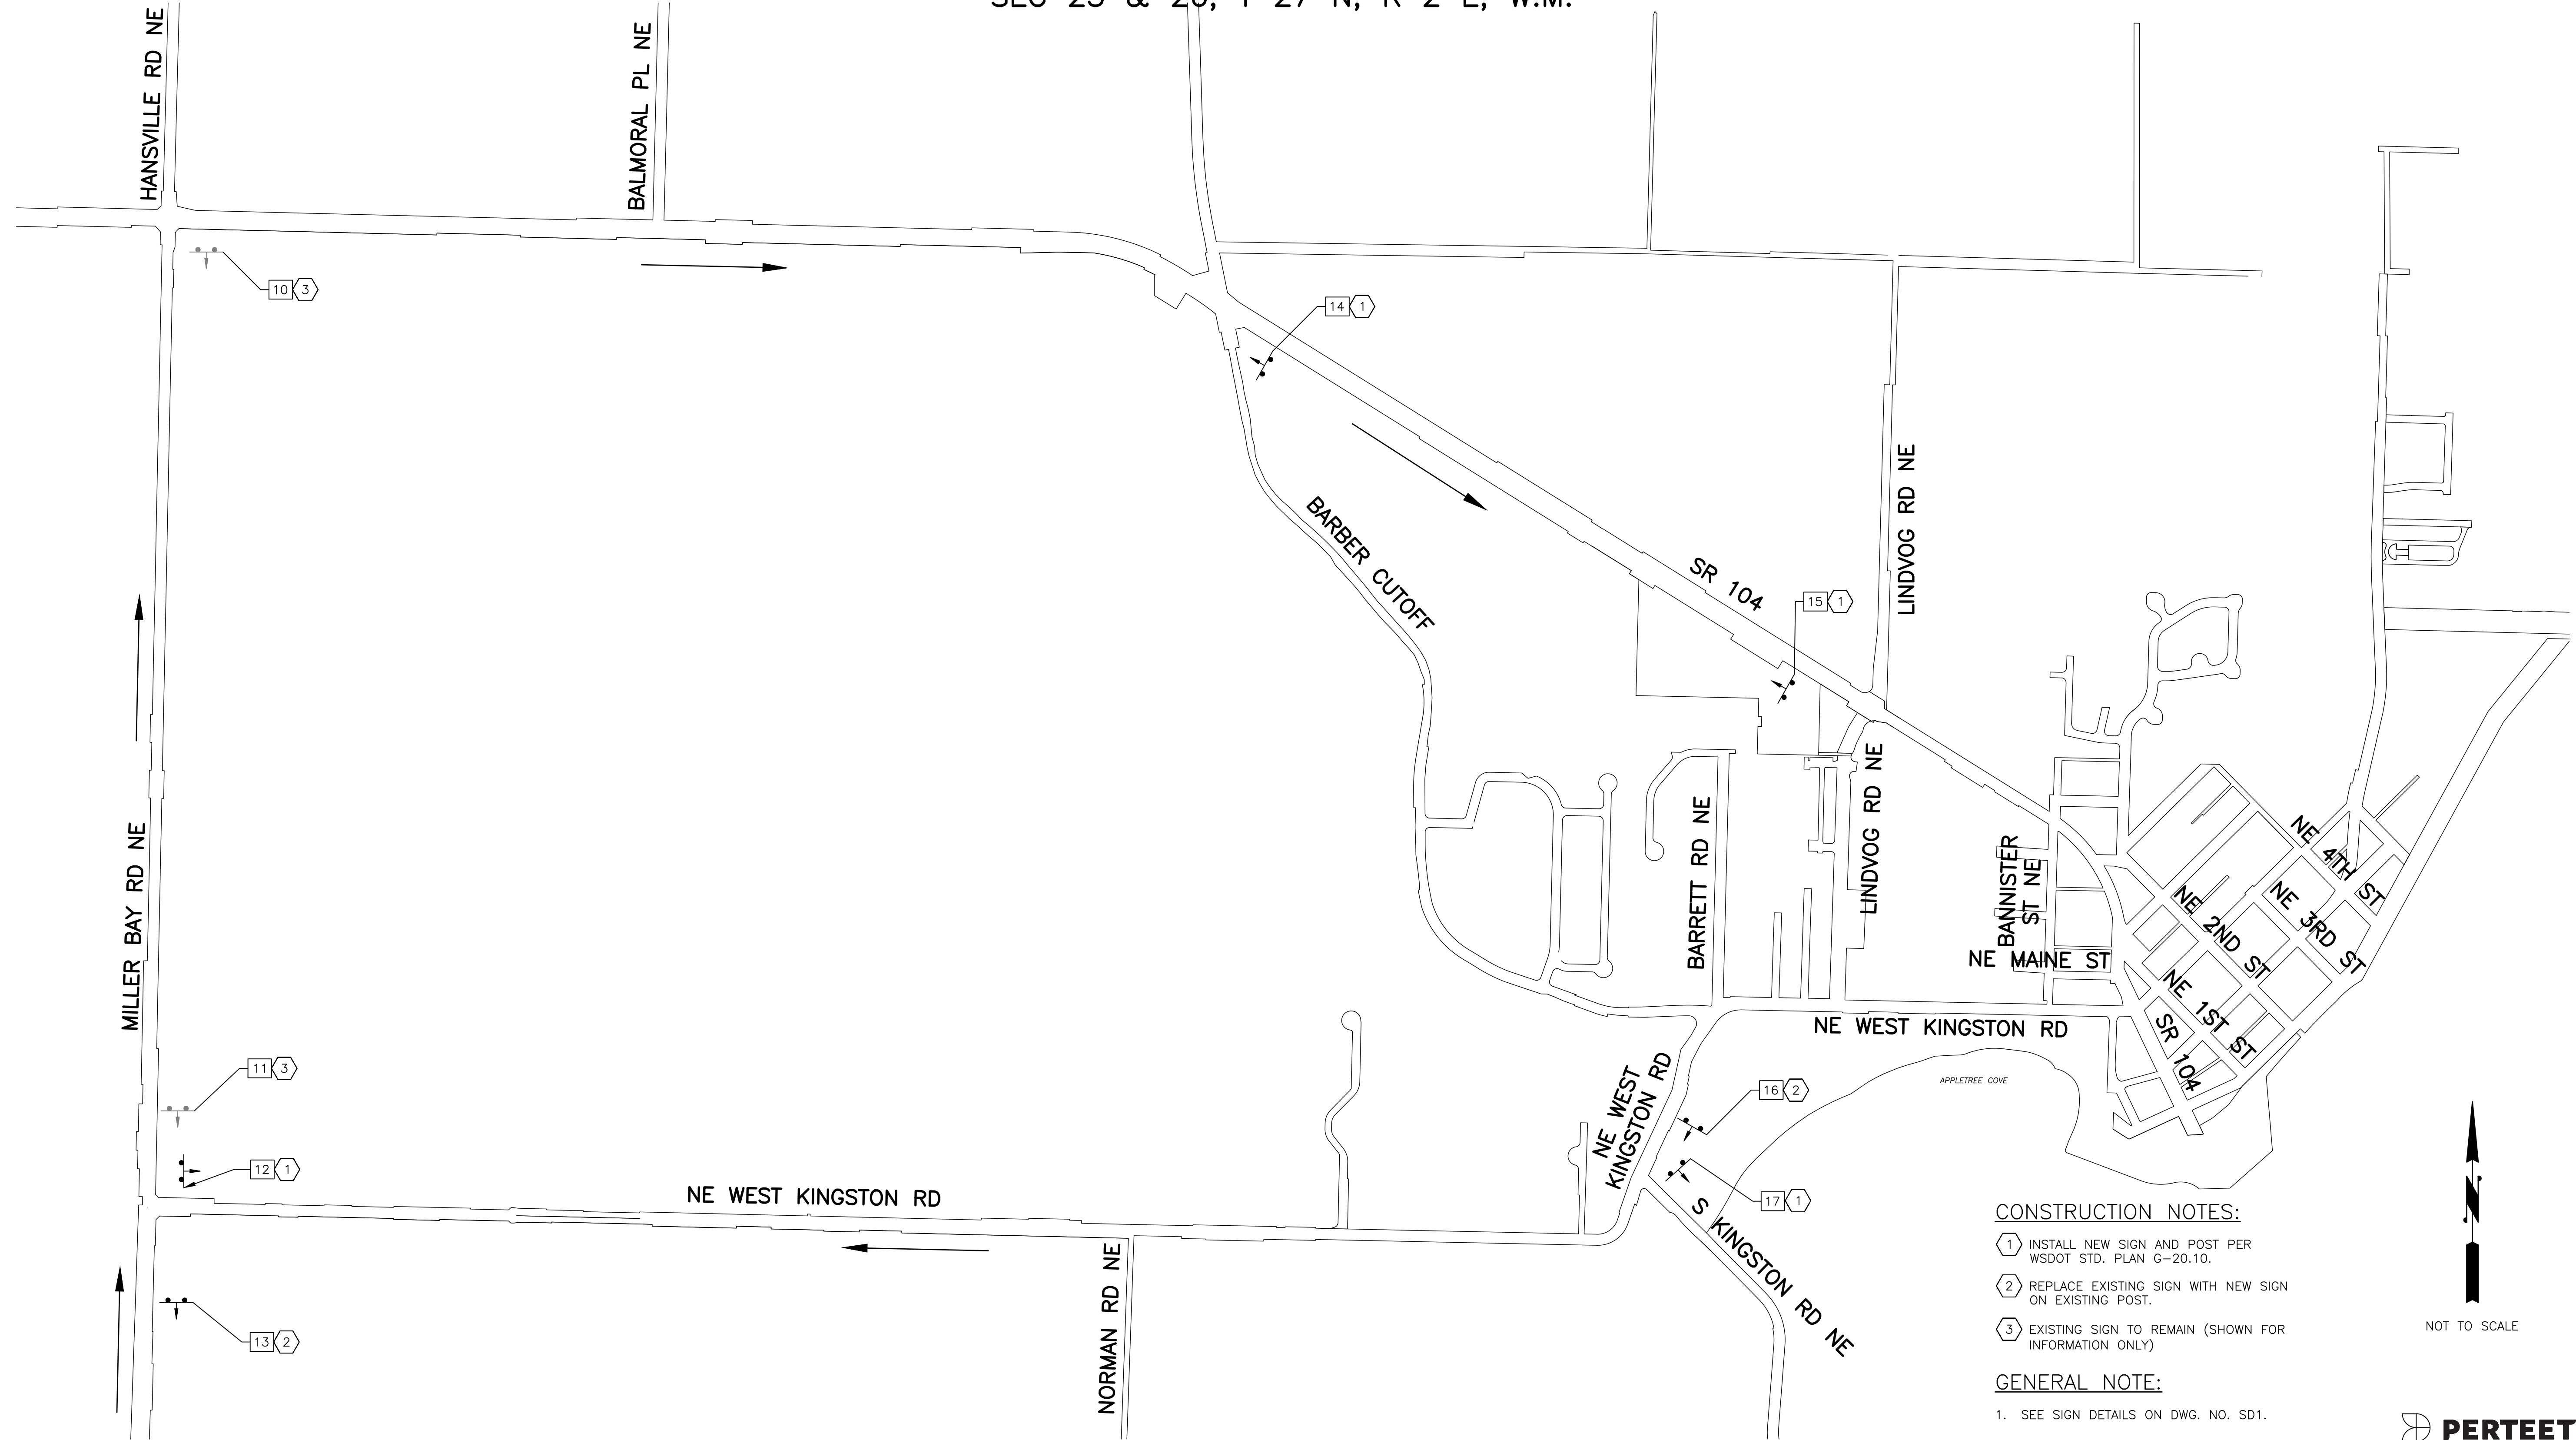 SEC 25 & 26, T 27 N, R 2 E, W.M.
HANSVILLE RD NE
BALMORAL PL NE
10 3
14 1
BARBER CUTOFF
SR 104
LINDVOG RD NE
15 1
MILLER BAY RD NE
BARRETT RD NE
LINDVOG RD NE
BANNISTER
ST NE
NE MAINE ST
NE 4TH ST
NE 3RD ST
NE 2ND ST
NE 1ST ST
SR 104
NE WEST KINGSTON RD
NE WEST
KINGSTON RD
APPLETREE COVE
11 3
12 1
13 2
16 2
17 1
NE WEST KINGSTON RD
S KINGSTON RD NE
NORMAN RD NE
CONSTRUCTION NOTES:
1 INSTALL NEW SIGN AND POST PER
WSDOT STD. PLAN G-20.10.
2 REPLACE EXISTING SIGN WITH NEW SIGN
ON EXISTING POST.
3 EXISTING SIGN TO REMAIN (SHOWN FOR
INFORMATION ONLY)
GENERAL NOTE:
1. SEE SIGN DETAILS ON DWG. NO. SD1.
N
NOT TO SCALE
PERTEET